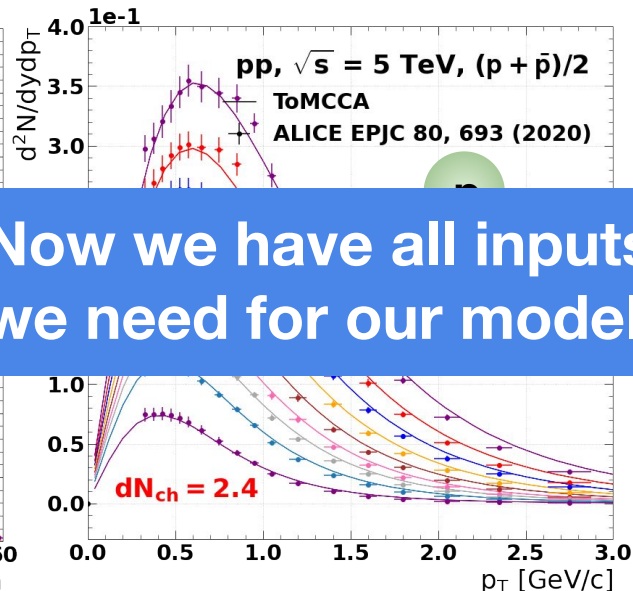 1e-1
4.0
3.5
3.0
1.0
0.5
0.0
d²N/dydp_T
pp, √s = 5 TeV, (p + p̄)/2
ToMCCA
ALICE EPJC 80, 693 (2020)
Now we have all inputs
we need for our model
dN_ch = 2.4
0.0 0.5 1.0 1.5 2.0 2.5 3.0
p_T [GeV/c]